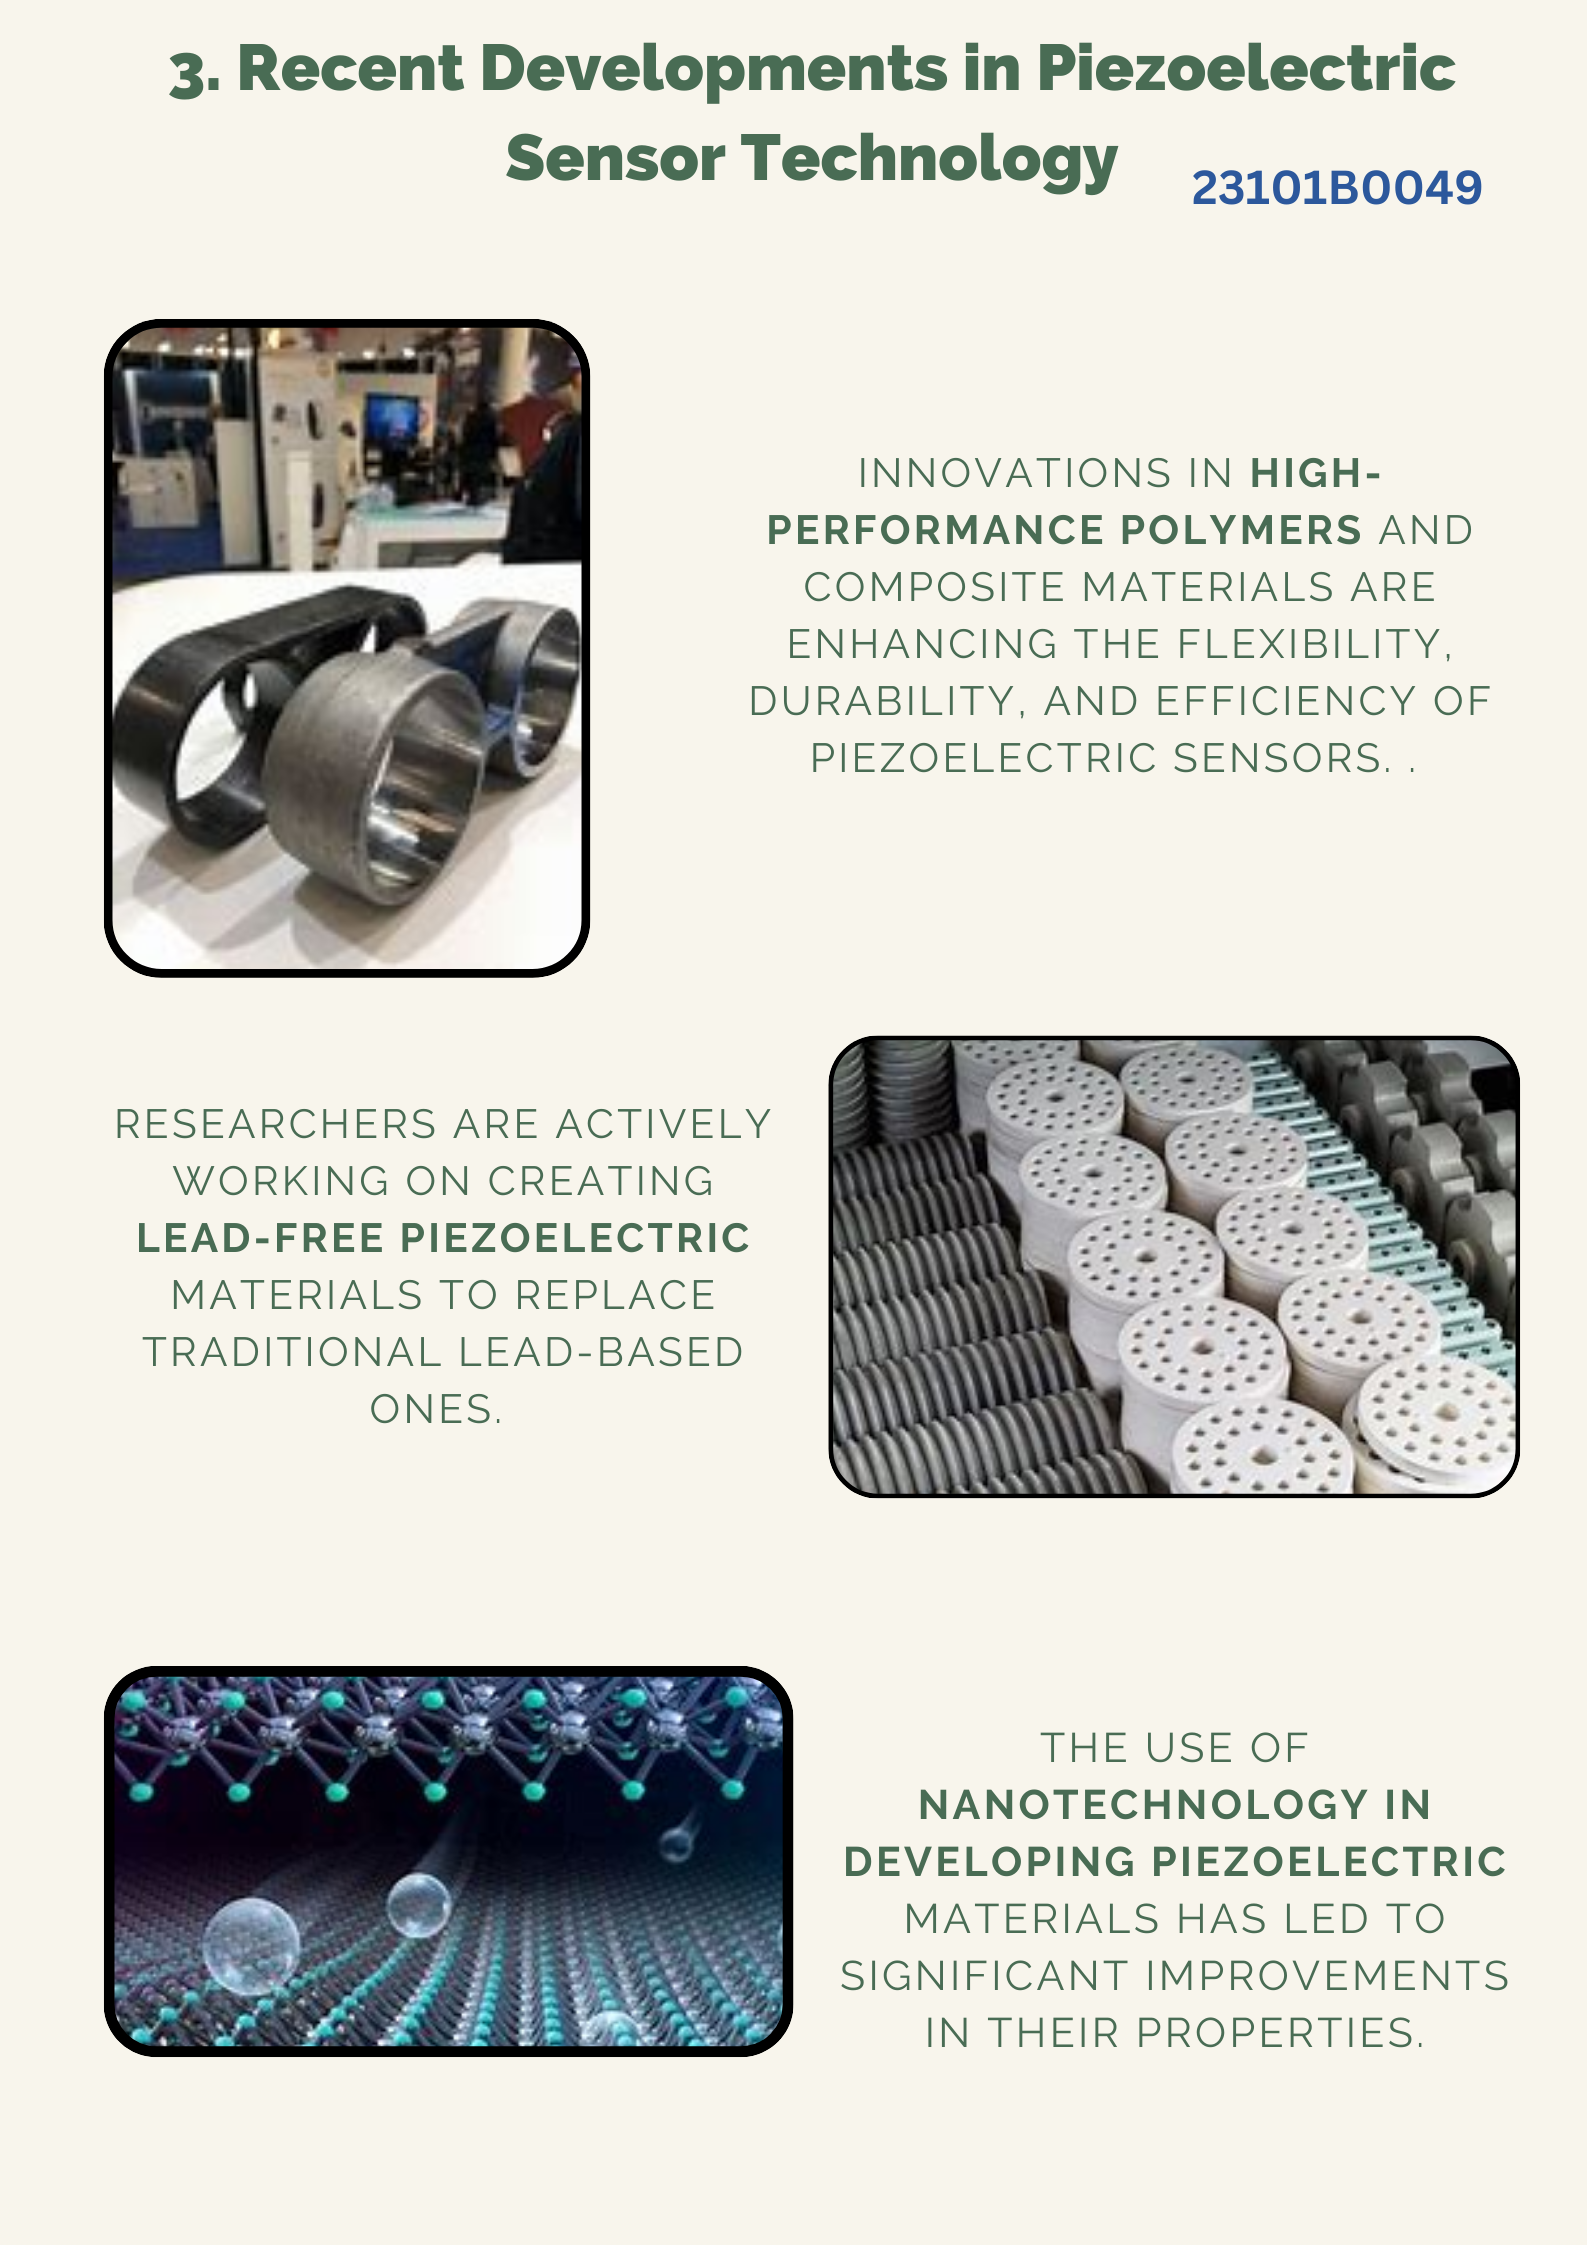 3. Recent Developments in Piezoelectric
Sensor Technology
23101B0049
INNOVATIONS IN HIGH-
PERFORMANCE POLYMERS AND
COMPOSITE MATERIALS ARE
ENHANCING THE FLEXIBILITY,
DURABILITY, AND EFFICIENCY OF
PIEZOELECTRIC SENSORS. .
RESEARCHERS ARE ACTIVELY
WORKING ON CREATING
LEAD-FREE PIEZOELECTRIC
MATERIALS TO REPLACE
TRADITIONAL LEAD-BASED
ONES.
THE USE OF
NANOTECHNOLOGY IN
DEVELOPING PIEZOELECTRIC
MATERIALS HAS LED TO
SIGNIFICANT IMPROVEMENTS
IN THEIR PROPERTIES.